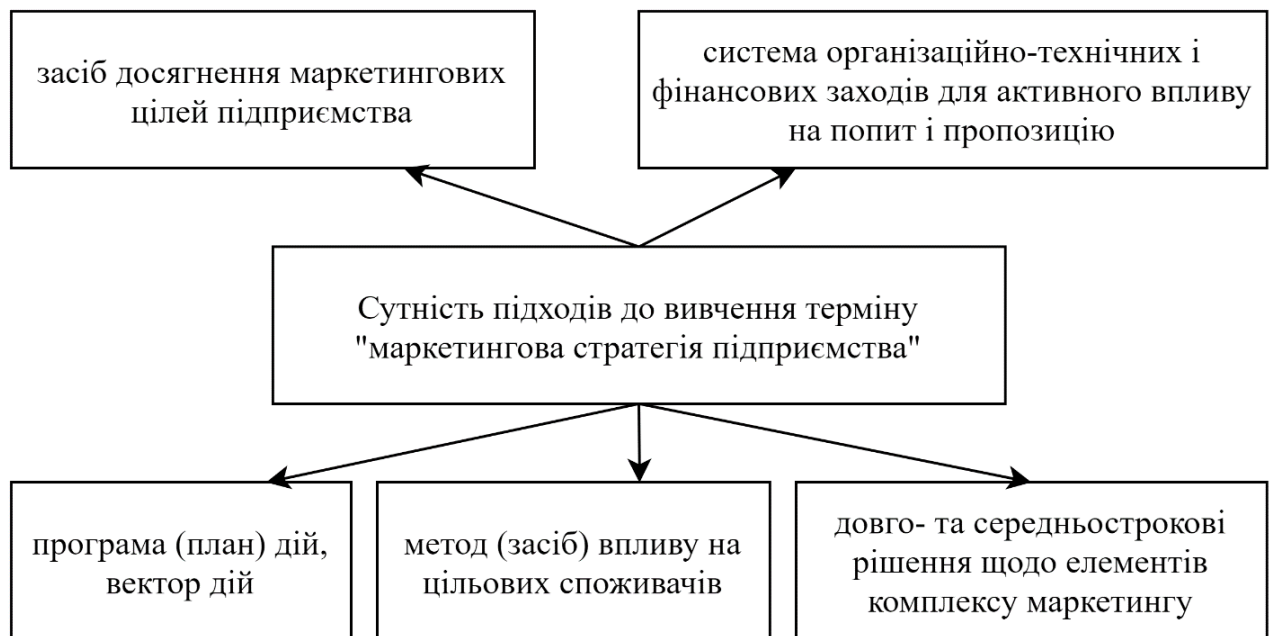 засіб досягнення маркетингових
цілей підприємства
система організаційно-технічних і
фінансових заходів для активного впливу
на попит і пропозицію
Сутність підходів до вивчення терміну
"маркетингова стратегія підприємства"
програма (план) дій,
вектор дій
метод (засіб) впливу на
цільових споживачів
довго- та середньострокові
рішення щодо елементів
комплексу маркетингу